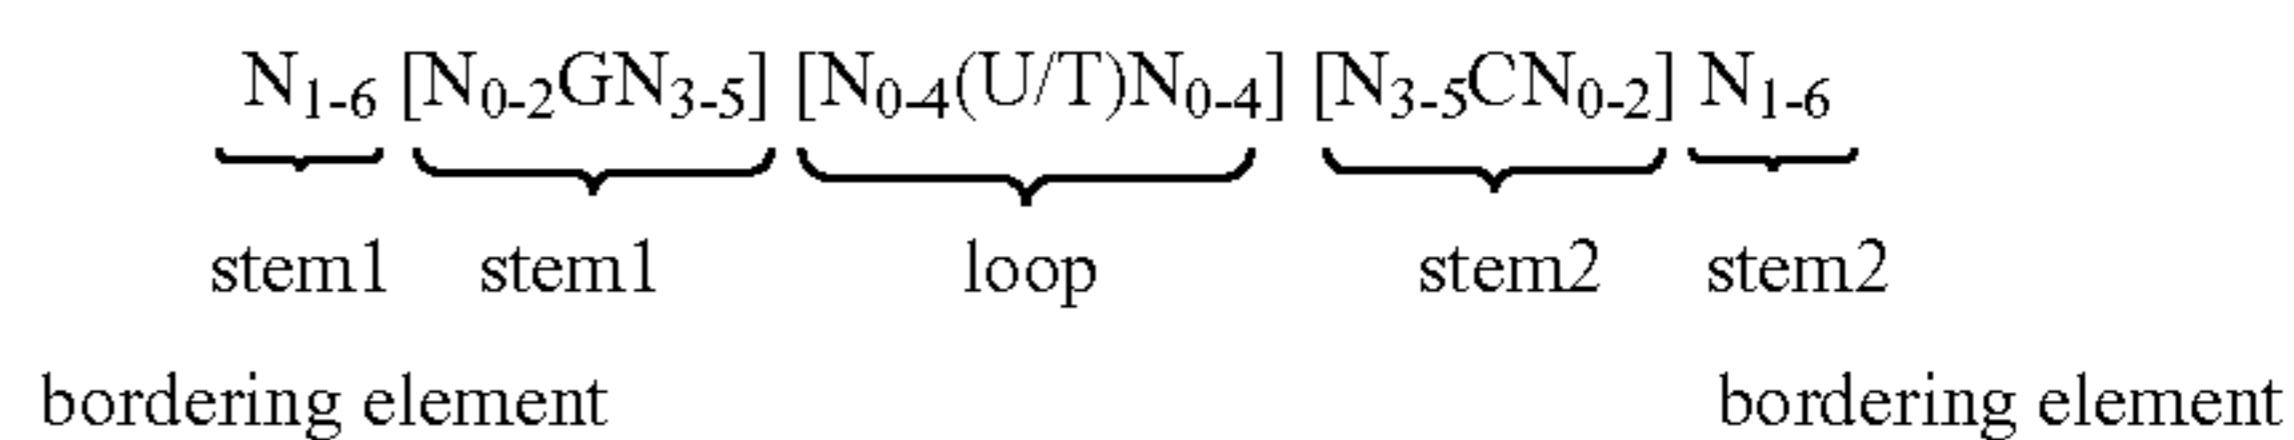 N₁₋₆ [N₀₋₂GN₃₋₅] [N₀₋₄(U/T)N₀₋₄] [N₃₋₅CN₀₋₂] N₁₋₆
stem1 stem1 loop stem2 stem2
bordering element bordering element